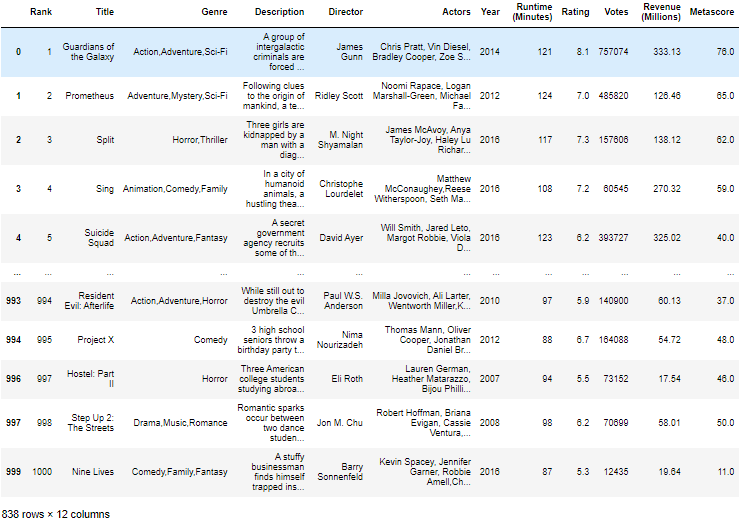 Rank Title Genre Description Director Actors Year Runtime (Minutes) Rating Votes Revenue (Millions) Metascore
0 1 Guardians of the Galaxy Action,Adventure,Sci-Fi A group of intergalactic criminals are forced ... James Gunn Chris Pratt, Vin Diesel, Bradley Cooper, Zoe S... 2014 121 8.1 757074 333.13 76.0
1 2 Prometheus Adventure,Mystery,Sci-Fi Following clues to the origin of mankind, a te... Ridley Scott Noomi Rapace, Logan Marshall-Green, Michael Fa... 2012 124 7.0 485820 126.46 65.0
2 3 Split Horror,Thriller Three girls are kidnapped by a man with a diag... M. Night Shyamalan James McAvoy, Anya Taylor-Joy, Haley Lu Richar... 2016 117 7.3 157606 138.12 62.0
3 4 Sing Animation,Comedy,Family In a city of humanoid animals, a hustling thea... Christophe Lourdelet Matthew McConaughey,Reese Witherspoon, Seth Ma... 2016 108 7.2 60545 270.32 59.0
4 5 Suicide Squad Action,Adventure,Fantasy A secret government agency recruits some of th... David Ayer Will Smith, Jared Leto, Margot Robbie, Viola D... 2016 123 6.2 393727 325.02 40.0
... ... ... ... ... ... ... ... ... ... ... ... ...
993 994 Resident Evil: Afterlife Action,Adventure,Horror While still out to destroy the evil Umbrella C... Paul W.S. Anderson Milla Jovovich, Ali Larter, Wentworth Miller,K... 2010 97 5.9 140900 60.13 37.0
994 995 Project X Comedy 3 high school seniors throw a birthday party t... Nima Nourizadeh Thomas Mann, Oliver Cooper, Jonathan Daniel Br... 2012 88 6.7 164088 54.72 48.0
996 997 Hostel: Part II Horror Three American college students studying abroa... Eli Roth Lauren German, Heather Matarazzo, Bijou Philli... 2007 94 5.5 73152 17.54 46.0
997 998 Step Up 2: The Streets Drama,Music,Romance Romantic sparks occur between two dance studen... Jon M. Chu Robert Hoffman, Briana Evigan, Cassie Ventura,... 2008 98 6.2 70699 58.01 50.0
999 1000 Nine Lives Comedy,Family,Fantasy A stuffy businessman finds himself trapped ins... Barry Sonnenfeld Kevin Spacey, Jennifer Garner, Robbie Amell,Ch... 2016 87 5.3 12435 19.64 11.0
838 rows × 12 columns